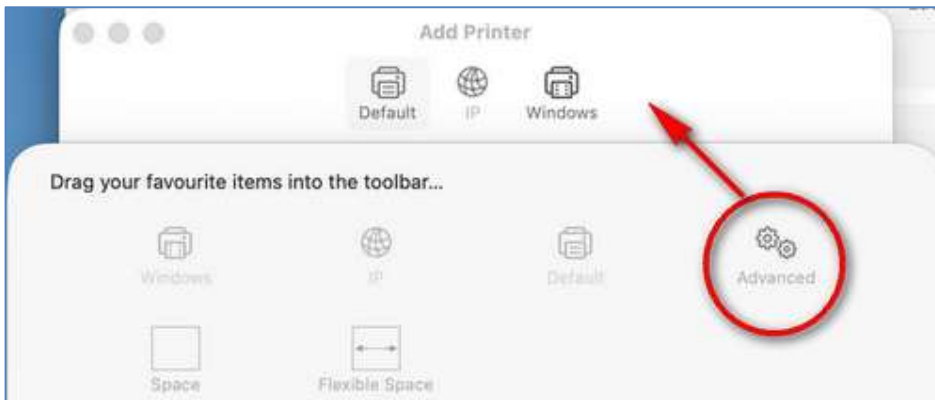 Add Printer
Default IP Windows
Drag your favourite items into the toolbar...
Windows IP Default Advanced
Space Flexible Space